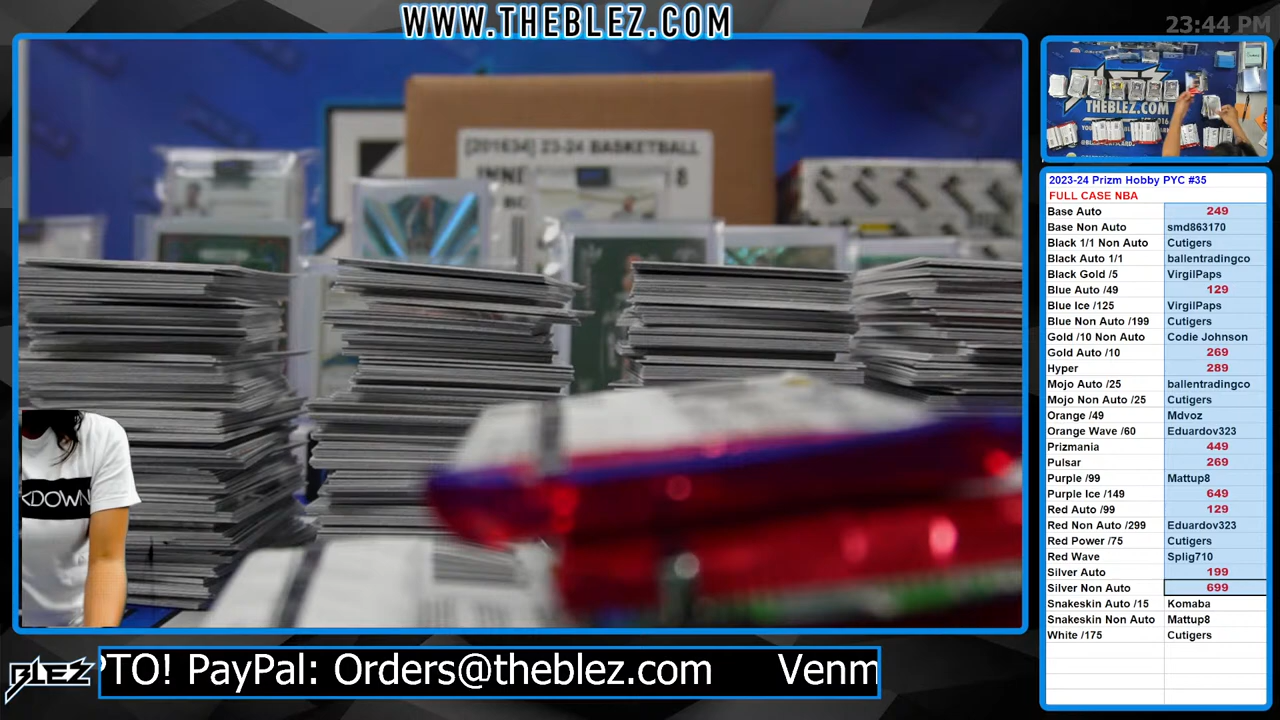 WWW.THEBLEZ.COM
23:44 PM
[201634] 23-24 BASKETBALL
8
KDOWN
THEBLEZ.COM
2023-24 Prizm Hobby PYC #35
FULL CASE NBA
Base Auto 249
Base Non Auto smd863170
Black 1/1 Non Auto Cutigers
Black Auto 1/1 ballentradingco
Black Gold /5 VirgilPaps
Blue Auto /49 129
Blue Ice /125 VirgilPaps
Blue Non Auto /199 Cutigers
Gold /10 Non Auto Codie Johnson
Gold Auto /10 269
Hyper 289
Mojo Auto /25 ballentradingco
Mojo Non Auto /25 Cutigers
Orange /49 Mdvoz
Orange Wave /60 Eduardov323
Prizmania 449
Pulsar 269
Purple /99 Mattup8
Purple Ice /149 649
Red Auto /99 129
Red Non Auto /299 Eduardov323
Red Power /75 Cutigers
Red Wave Splig710
Silver Auto 199
Silver Non Auto 699
Snakeskin Auto /15 Komaba
Snakeskin Non Auto Mattup8
White /175 Cutigers
BLEZ
PTO! PayPal: Orders@theblez.com Venm